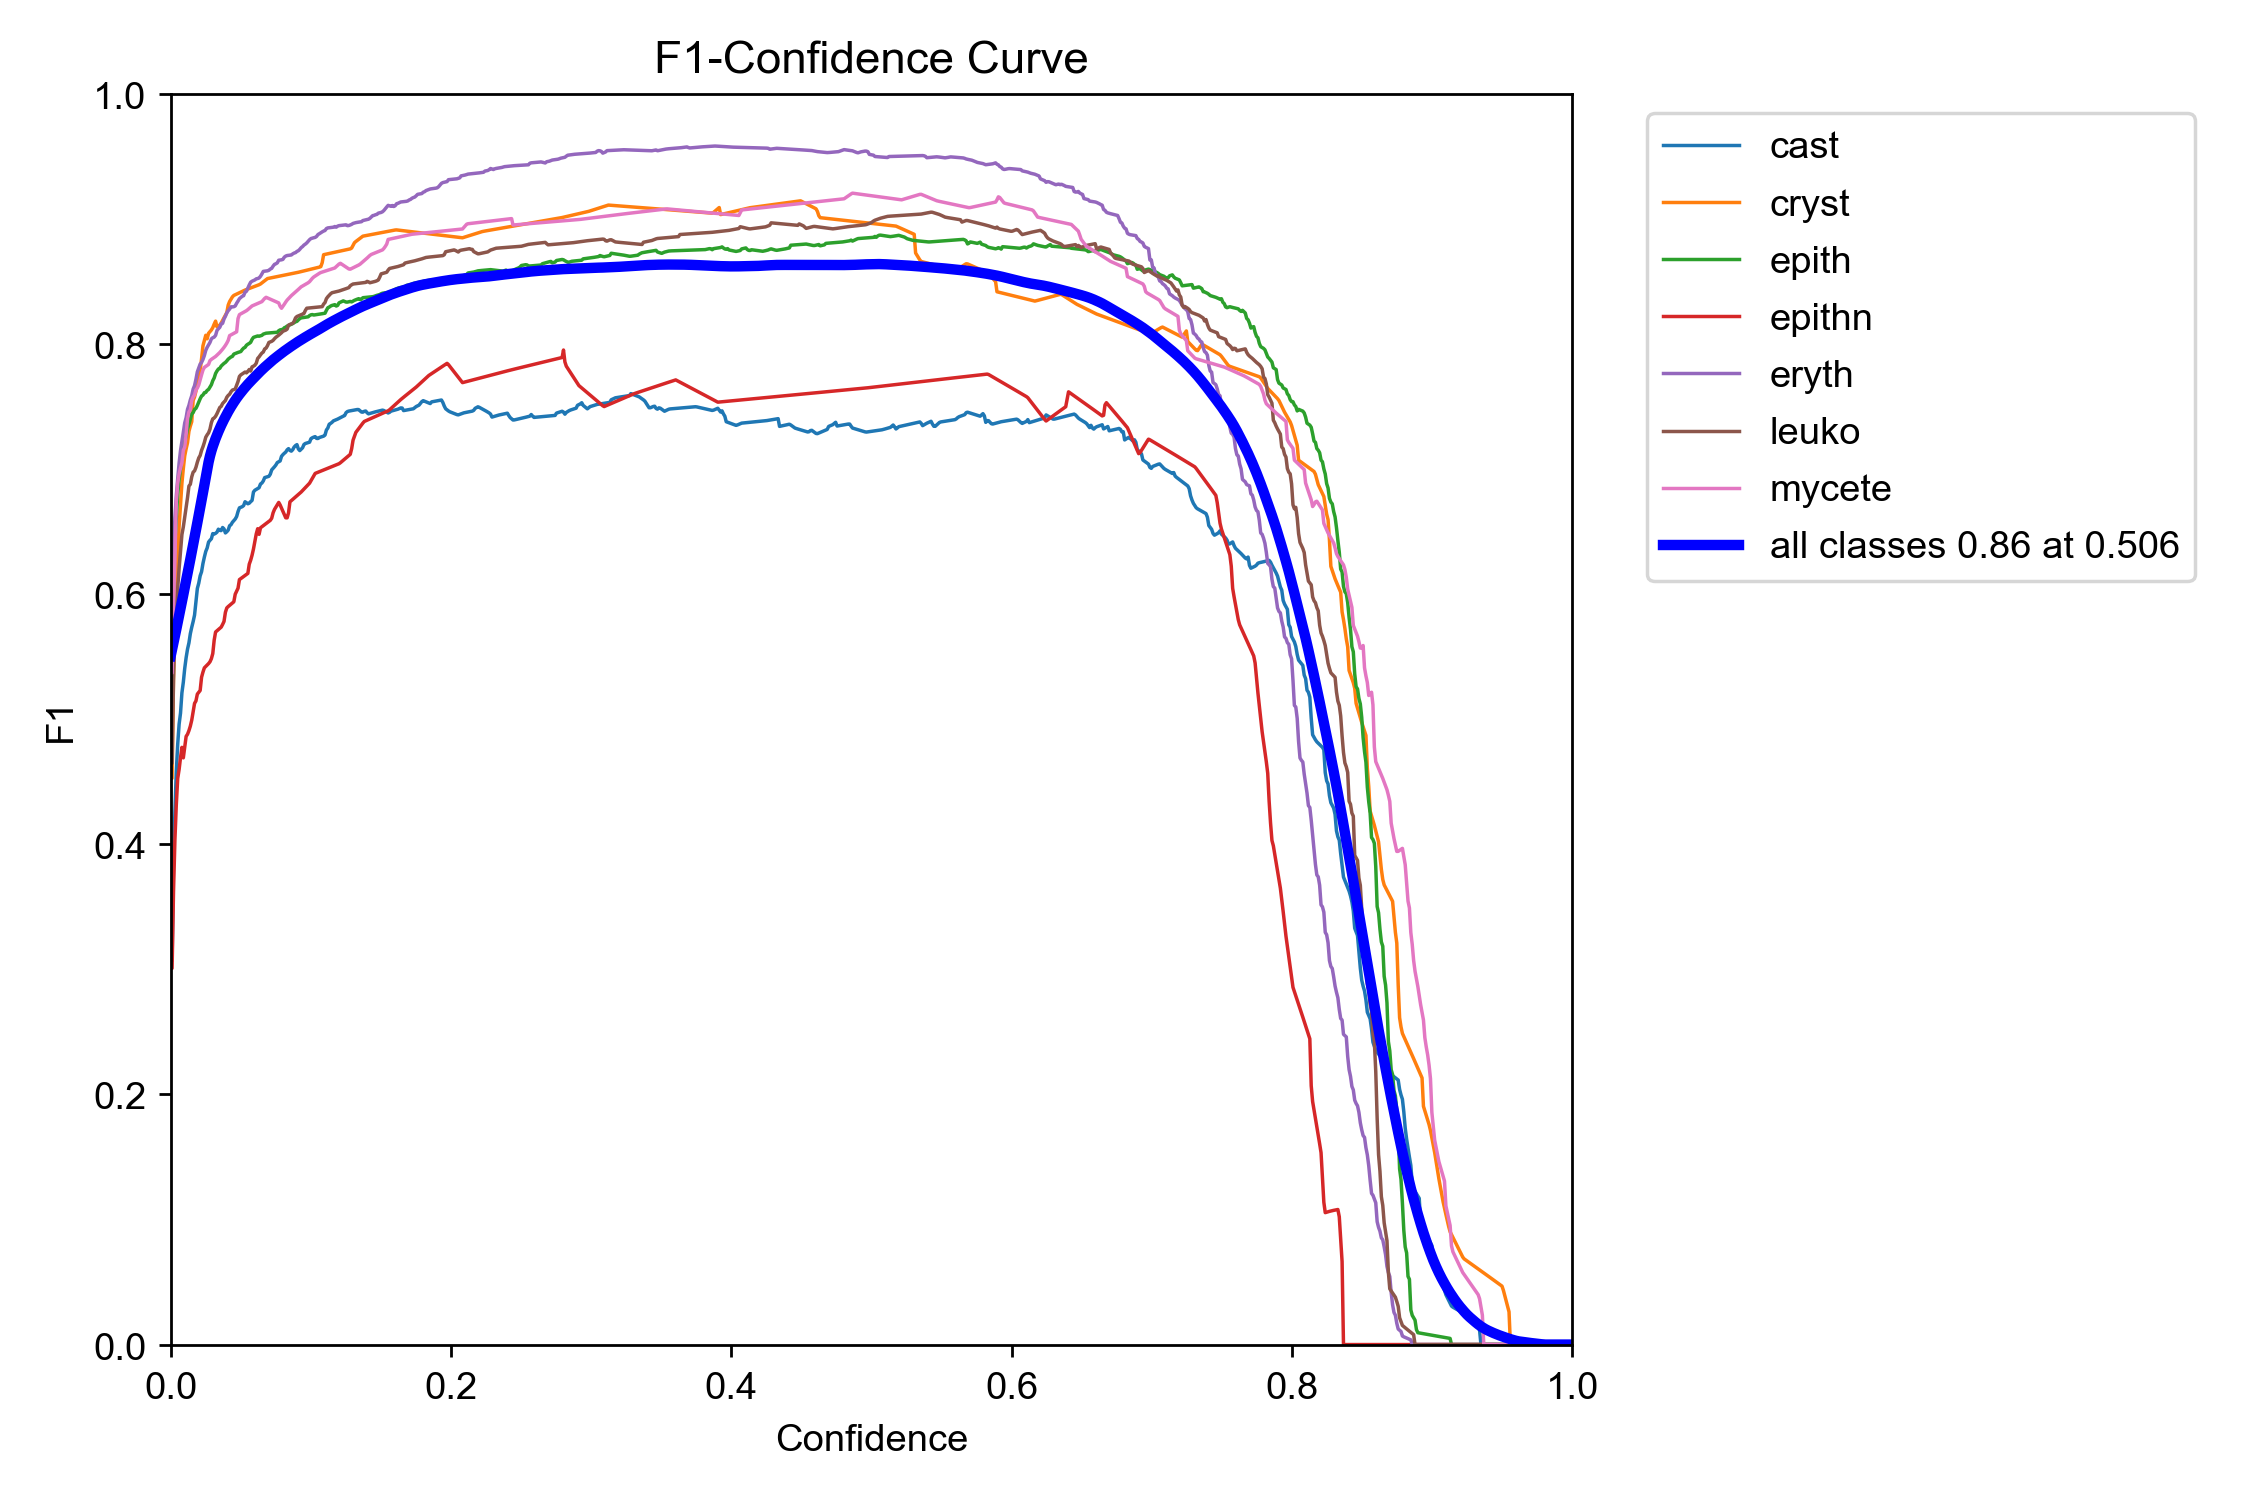 F1-Confidence Curve
1.0
0.8
0.6
0.4
0.2
0.0
F1
0.0 0.2 0.4 0.6 0.8 1.0
Confidence
cast
cryst
epith
epithn
eryth
leuko
mycete
all classes 0.86 at 0.506